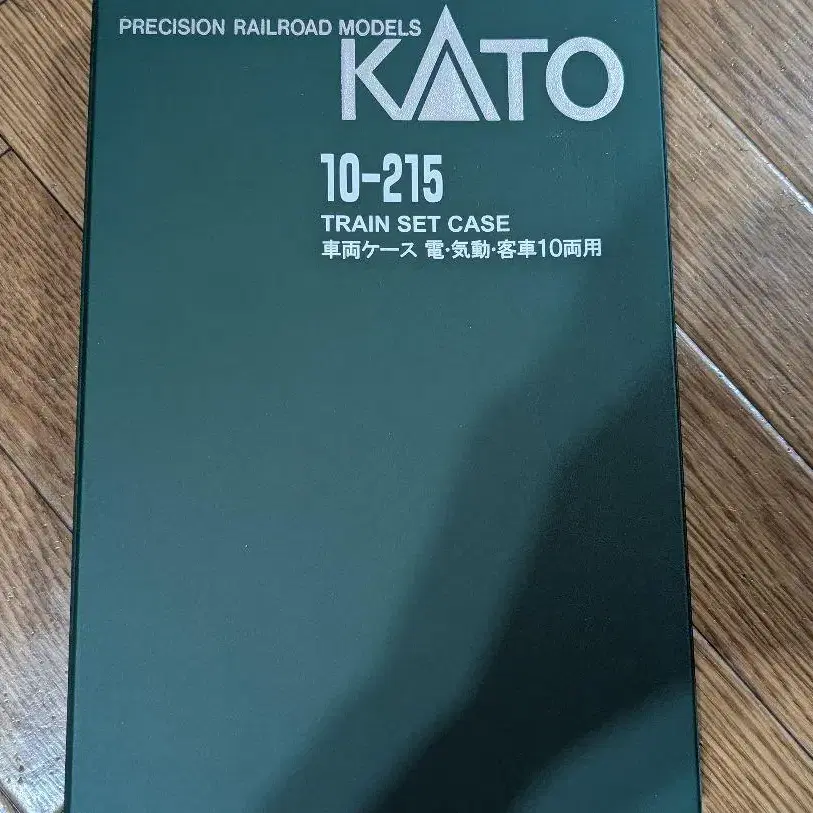 PRECISION RAILROAD MODELS
KATO
10-215
TRAIN SET CASE
車両ケース 電・気動・客車10両用